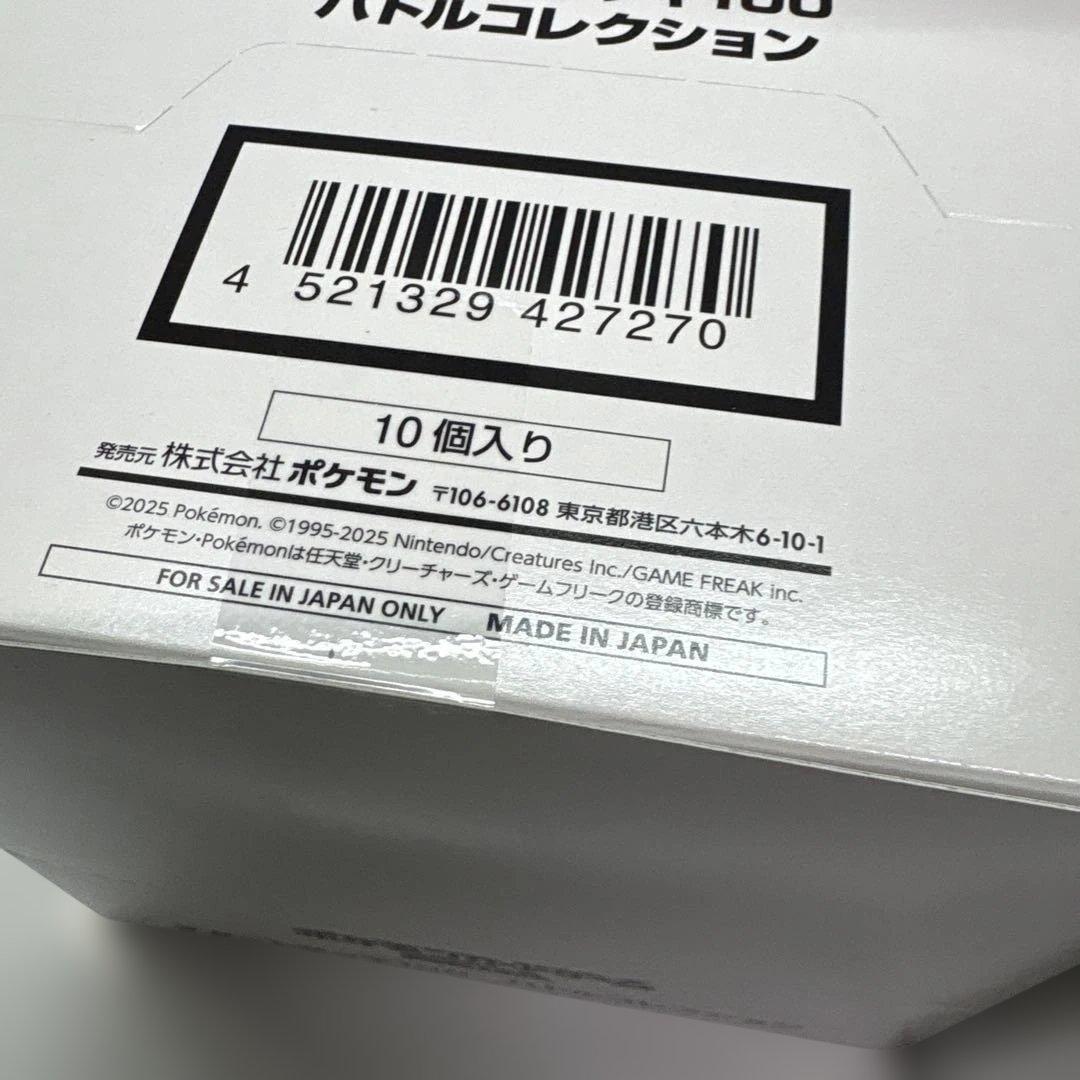 100
バトルコレクション
4 521329 427270
10個入り
発売元 株式会社ポケモン 〒106-6108 東京都港区六本木6-10-1
©2025 Pokémon. ©1995-2025 Nintendo/Creatures Inc./GAME FREAK inc.
ポケモン・Pokémonは任天堂・クリーチャーズ・ゲームフリークの登録商標です。
FOR SALE IN JAPAN ONLY MADE IN JAPAN